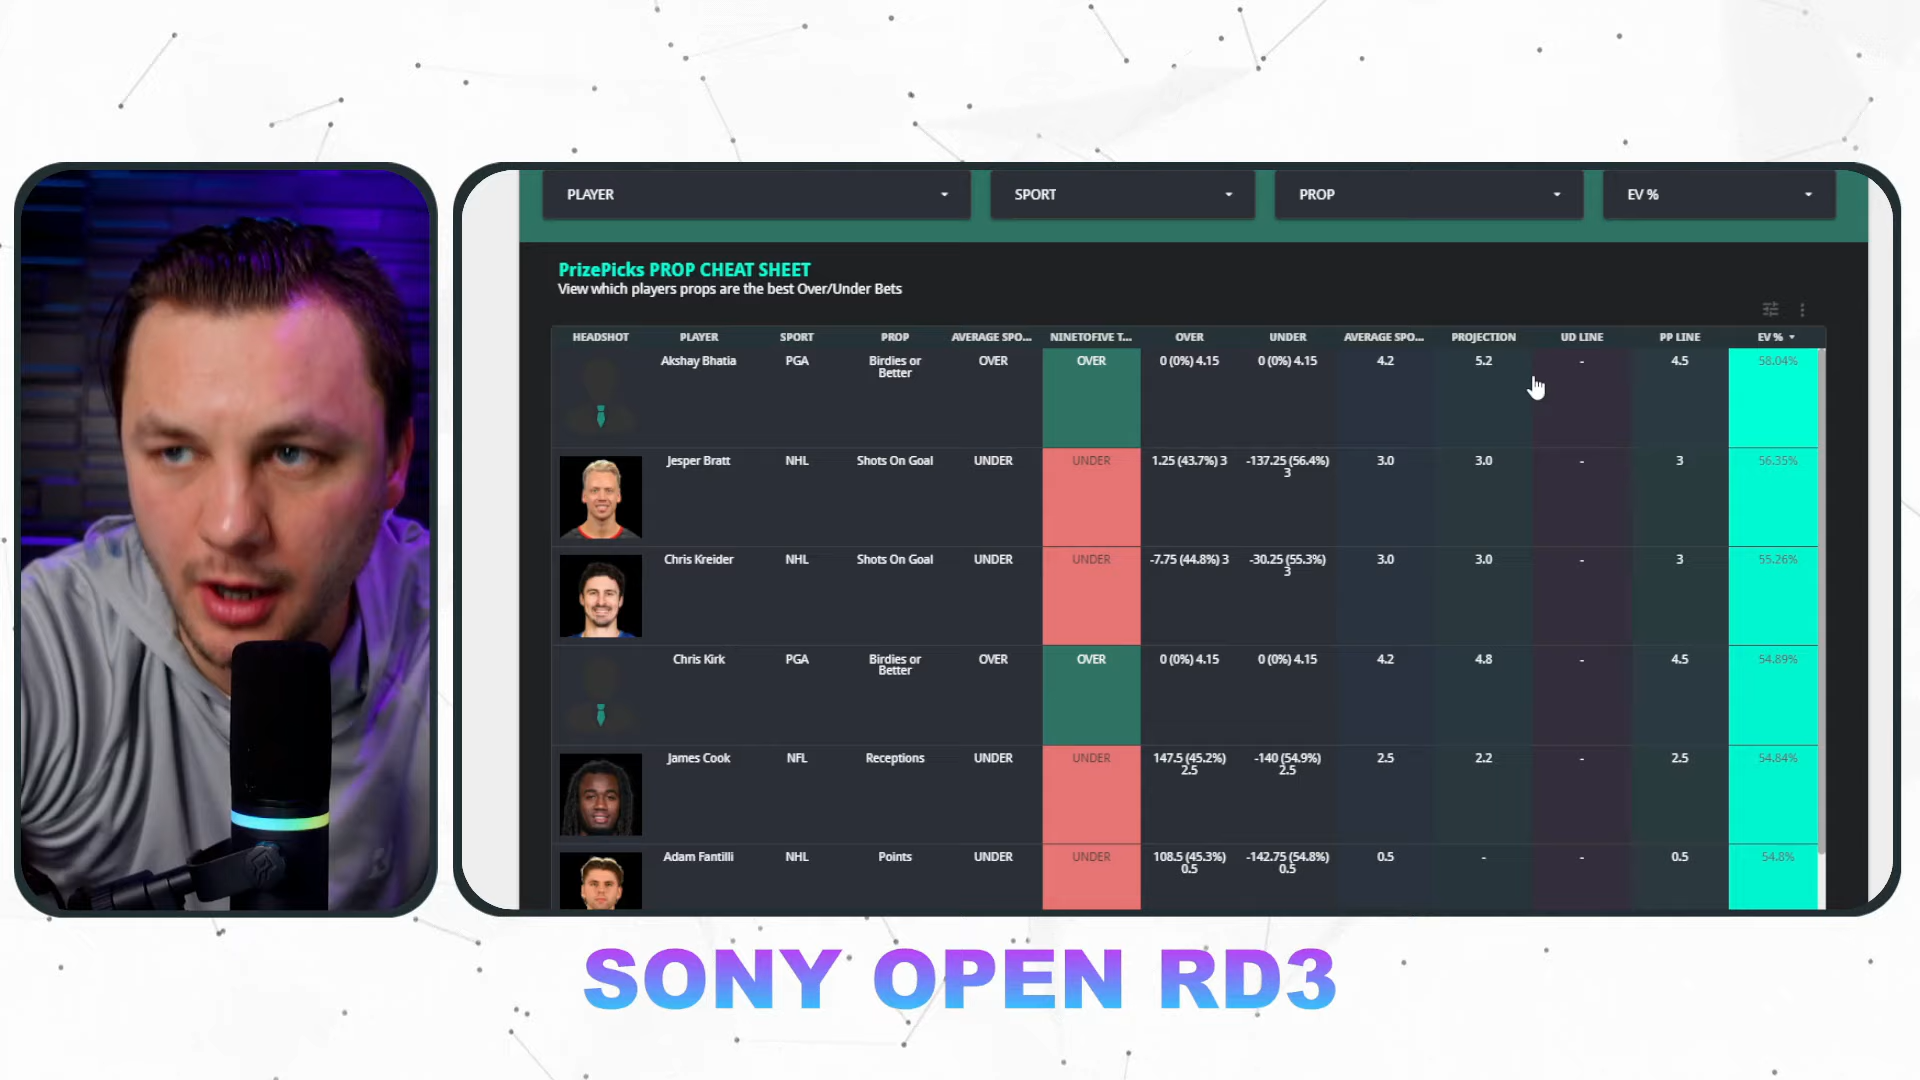 PLAYER SPORT PROP EV %
PrizePicks PROP CHEAT SHEET
View which players props are the best Over/Under Bets
HEADSHOT PLAYER SPORT PROP AVERAGE SPO... NINETOFIVE T... OVER UNDER AVERAGE SPO... PROJECTION UD LINE PP LINE EV %
Akshay Bhatia PGA Birdies or OVER OVER 0 (0%) 4.15 0 (0%) 4.15 4.2 5.2 - 4.5 58.04%
Better
Jesper Bratt NHL Shots On Goal UNDER UNDER 1.25 (43.7%) 3 -137.25 (56.4%) 3.0 3.0 - 3 56.35%
3
Chris Kreider NHL Shots On Goal UNDER UNDER -7.75 (44.8%) 3 -30.25 (55.3%) 3.0 3.0 - 3 55.26%
3
Chris Kirk PGA Birdies or OVER OVER 0 (0%) 4.15 0 (0%) 4.15 4.2 4.8 - 4.5 54.89%
Better
James Cook NFL Receptions UNDER UNDER 147.5 (45.2%) -140 (54.9%) 2.5 2.2 - 2.5 54.84%
2.5 2.5
Adam Fantilli NHL Points UNDER UNDER 108.5 (45.3%) -142.75 (54.8%) 0.5 - - 0.5 54.8%
0.5 0.5
SONY OPEN RD3